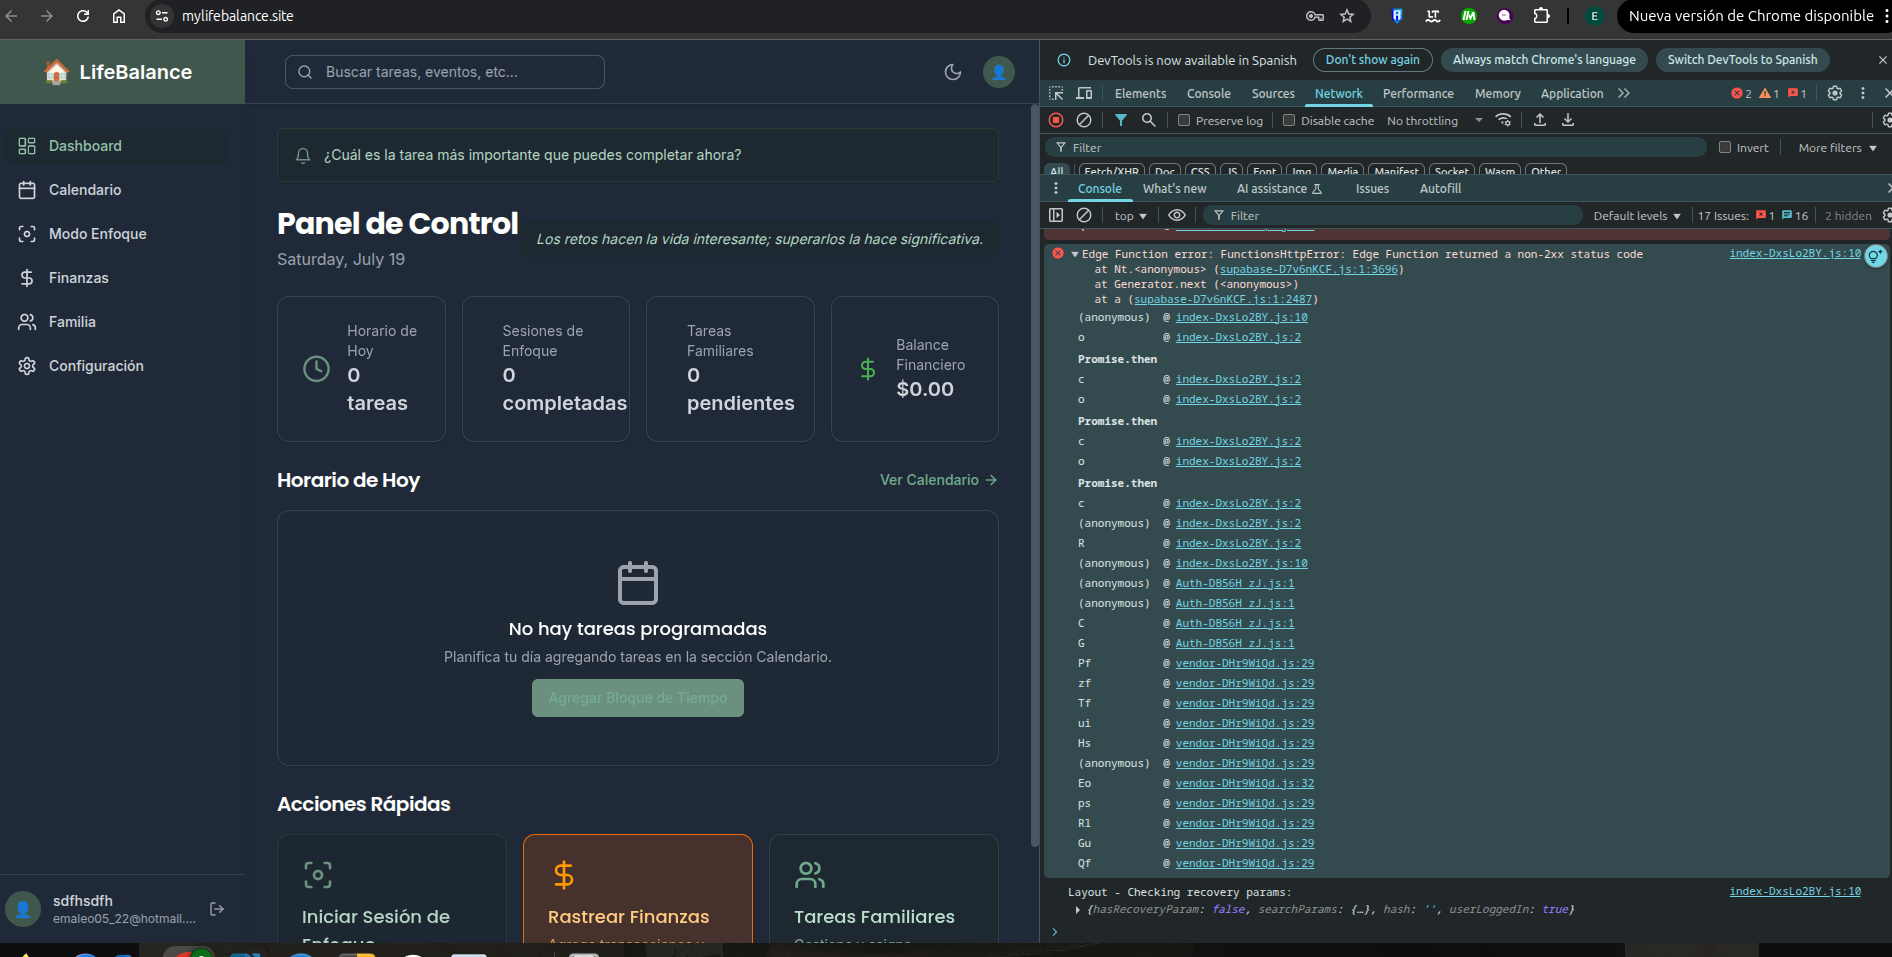 mylifebalance.site
E
Nueva versión de Chrome disponible
LifeBalance
Buscar tareas, eventos, etc...
Dashboard
Calendario
Modo Enfoque
Finanzas
Familia
Configuración
sdfhsdfh
emaleo05_22@hotmail....
¿Cuál es la tarea más importante que puedes completar ahora?
Panel de Control
Los retos hacen la vida interesante; superarlos la hace significativa.
Saturday, July 19
Horario de
Hoy
0
tareas
Sesiones de
Enfoque
0
completadas
Tareas
Familiares
0
pendientes
Balance
Financiero
$0.00
Horario de Hoy
Ver Calendario →
No hay tareas programadas
Planifica tu día agregando tareas en la sección Calendario.
Agregar Bloque de Tiempo
Acciones Rápidas
Iniciar Sesión de
Enfoque
Rastrear Finanzas
Tareas Familiares
DevTools is now available in Spanish
Don't show again
Always match Chrome's language
Switch DevTools to Spanish
Elements Console Sources Network Performance Memory Application
2 1 1
Preserve log Disable cache No throttling
Filter
Invert More filters
All Fetch/XHR Doc CSS JS Font Img Media Manifest Socket Wasm Other
Console What's new AI assistance Issues Autofill
top Filter Default levels 17 Issues: 1 16 2 hidden
Edge Function error: FunctionsHttpError: Edge Function returned a non-2xx status code index-DxsLo2BY.js:10
at Nt.<anonymous> (supabase-D7v6nKCF.js:1:3696)
at Generator.next (<anonymous>)
at a (supabase-D7v6nKCF.js:1:2487)
(anonymous) @ index-DxsLo2BY.js:10
o @ index-DxsLo2BY.js:2
Promise.then
c @ index-DxsLo2BY.js:2
o @ index-DxsLo2BY.js:2
Promise.then
c @ index-DxsLo2BY.js:2
o @ index-DxsLo2BY.js:2
Promise.then
c @ index-DxsLo2BY.js:2
(anonymous) @ index-DxsLo2BY.js:2
R @ index-DxsLo2BY.js:2
(anonymous) @ index-DxsLo2BY.js:10
(anonymous) @ Auth-DB56H_zJ.js:1
(anonymous) @ Auth-DB56H_zJ.js:1
C @ Auth-DB56H_zJ.js:1
G @ Auth-DB56H_zJ.js:1
Pf @ vendor-DHr9WiQd.js:29
zf @ vendor-DHr9WiQd.js:29
Tf @ vendor-DHr9WiQd.js:29
ui @ vendor-DHr9WiQd.js:29
Hs @ vendor-DHr9WiQd.js:29
(anonymous) @ vendor-DHr9WiQd.js:29
Eo @ vendor-DHr9WiQd.js:32
ps @ vendor-DHr9WiQd.js:29
Rl @ vendor-DHr9WiQd.js:29
Gu @ vendor-DHr9WiQd.js:29
Qf @ vendor-DHr9WiQd.js:29
Layout - Checking recovery params: index-DxsLo2BY.js:10
{hasRecoveryParam: false, searchParams: {…}, hash: '', userLoggedIn: true}